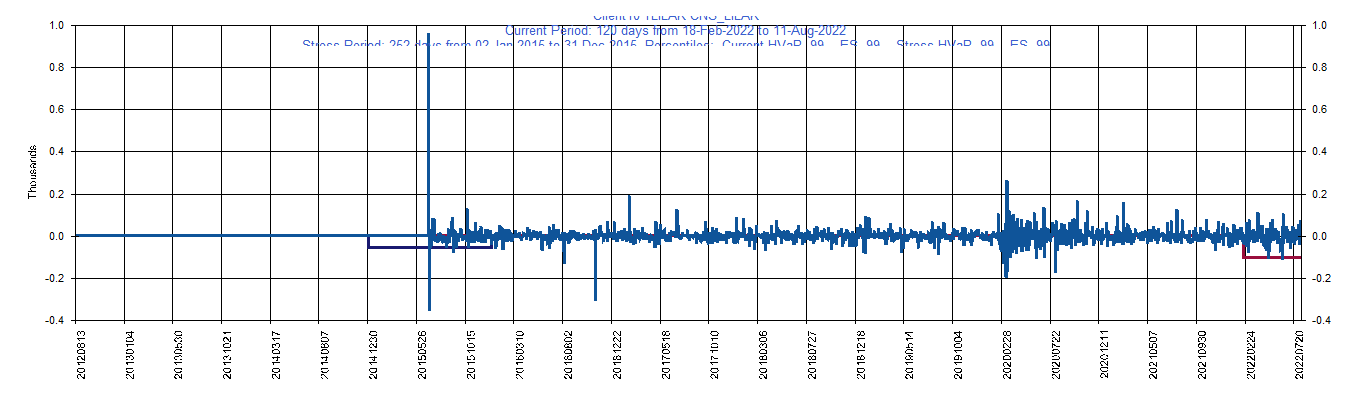 Current Period: 120 days from 18-Feb-2022 to 11-Aug-2022
Stress Period: 252 days from 02-Jan-2015 to 31-Dec-2015 Percentiles: Current HVaR 99 ES 99 Stress HVaR 99 ES 99
1.0 1.0
0.8 0.8
0.6 0.6
0.4 0.4
Thousands
0.2 0.2
0.0 0.0
-0.2 -0.2
-0.4 -0.4
20120813 20130104 20130530 20131021 20140317 20140807 20141230 20150526 20151015 20160310 20160802 20161222 20170518 20171010 20180306 20180727 20181218 20190514 20191004 20200228 20200722 20201211 20210507 20210930 20220224 20220720